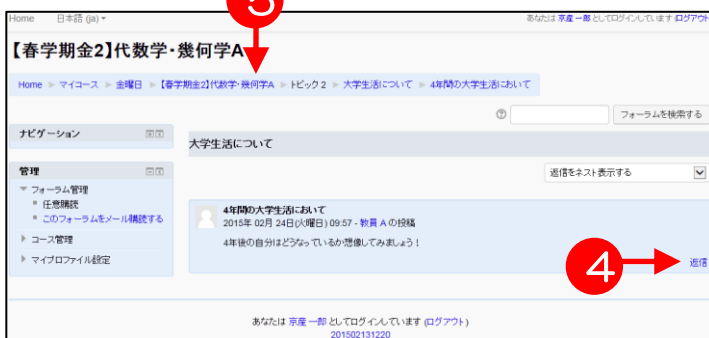 5
Home 日本語 (ja) あなたは 京産 一郎 としてログインしています (ログアウト
【春学期金2】代数学・幾何学A
Home マイコース 金曜日 【春学期金2】代数学・幾何学A トピック 2 大学生活について 4年間の大学生活において
フォーラムを検索する
ナビゲーション
大学生活について
管理
返信をネスト表示する
フォーラム管理
任意購読
このフォーラムをメール購読する
コース管理
マイプロファイル設定
4年間の大学生活において
2015年 02月 24日(火曜日) 09:57 - 教員 A の投稿
4年後の自分はどうなっているか想像してみましょう！
4
返信
あなたは 京産 一郎 としてログインしています (ログアウト)
201502131220